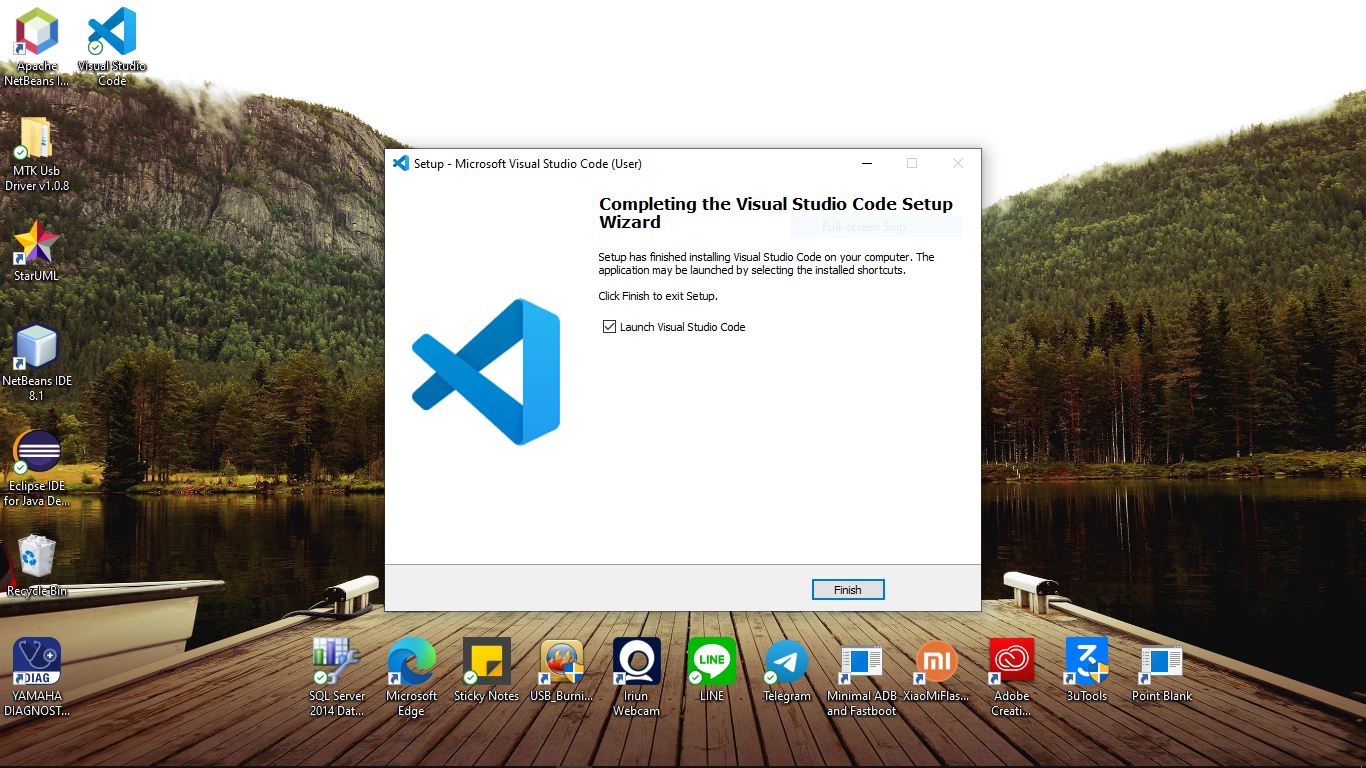 Apache
NetBeans I...
Visual Studio
Code
MTK Usb
Driver v1.0.8
StarUML
NetBeans IDE
8.1
Eclipse IDE
for Java De...
Recycle Bin
DIAG
YAMAHA
DIAGNOST...
Setup - Microsoft Visual Studio Code (User)
Completing the Visual Studio Code Setup
Wizard
Full-screen Snip
Setup has finished installing Visual Studio Code on your computer. The
application may be launched by selecting the installed shortcuts.
Click Finish to exit Setup.
Launch Visual Studio Code
Finish
SQL Server
2014 Dat...
Microsoft
Edge
Sticky Notes
USB_Burni...
Iriun
Webcam
LINE
LINE
Telegram
Minimal ADB
and Fastboot
mi
XiaoMiFlas...
Adobe
Creati...
3
3uTools
Point Blank